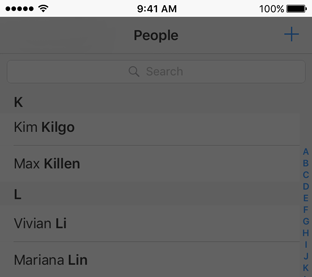 9:41 AM
100%
People
+
Search
K
Kim Kilgo
Max Killen
L
Vivian Li
Mariana Lin
A
B
C
D
E
F
G
H
I
J
K